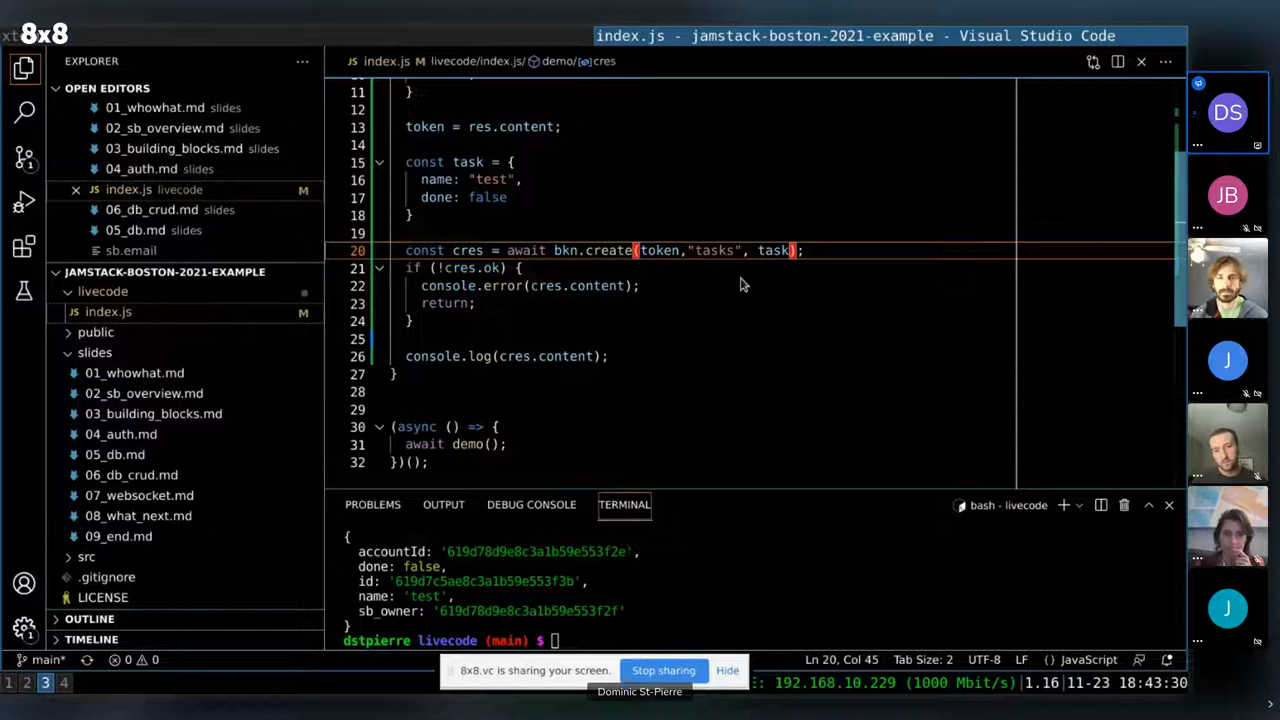 8x8
index.js - jamstack-boston-2021-example - Visual Studio Code
EXPLORER
OPEN EDITORS
01_whowhat.md slides
02_sb_overview.md slides
03_building_blocks.md slides
04_auth.md slides
index.js livecode M
06_db_crud.md slides
05_db.md slides
sb.email
JAMSTACK-BOSTON-2021-EXAMPLE
livecode
index.js M
public
slides
01_whowhat.md
02_sb_overview.md
03_building_blocks.md
04_auth.md
05_db.md
06_db_crud.md
07_websocket.md
08_what_next.md
09_end.md
src
.gitignore
LICENSE
OUTLINE
TIMELINE
JS index.js M livecode/index.js/ demo/ cres
11 }
12
13 token = res.content;
14
15 const task = {
16 name: "test",
17 done: false
18 }
19
20 const cres = await bkn.create(token,"tasks", task);
21 if (!cres.ok) {
22 console.error(cres.content);
23 return;
24 }
25
26 console.log(cres.content);
27 }
28
29
30 (async () => {
31 await demo();
32 })();
PROBLEMS OUTPUT DEBUG CONSOLE TERMINAL bash - livecode
{
accountId: '619d78d9e8c3a1b59e553f2e',
done: false,
id: '619d7c5ae8c3a1b59e553f3b',
name: 'test',
sb_owner: '619d78d9e8c3a1b59e553f2f'
}
dstpierre livecode (main) $
main* 0 0 Ln 20, Col 45 Tab Size: 2 UTF-8 LF {} JavaScript
8x8.vc is sharing your screen. Stop sharing Hide
1 2 3 4 E: 192.168.10.229 (1000 Mbit/s)|1.16|11-23 18:43:30
Dominic St-Pierre
DS
JB
J
J